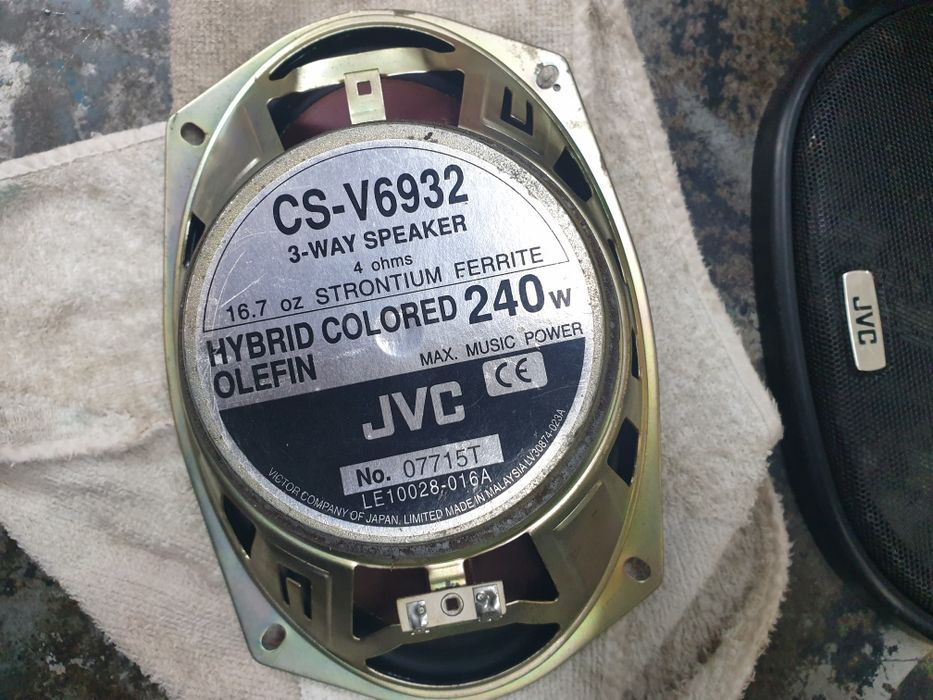 CS-V6932
3-WAY SPEAKER
4 ohms
16.7 oz STRONTIUM FERRITE
HYBRID COLORED 240W
OLEFIN
MAX. MUSIC POWER
JVC CE
No. 07715T
LE10028-016A
VICTOR COMPANY OF JAPAN, LIMITED MADE IN MALAYSIA LV30874-023A
JVC